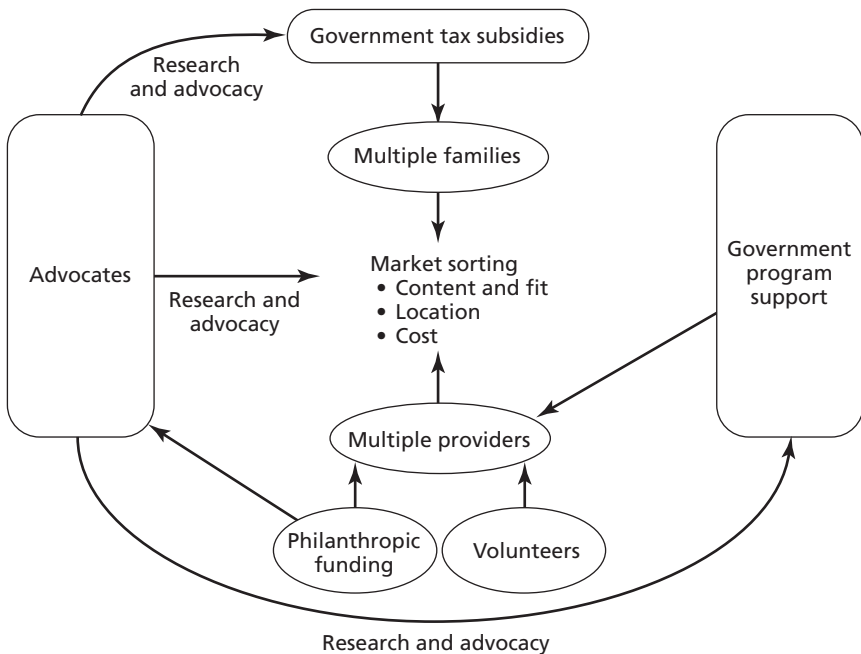 Government tax subsidies
Research
and advocacy
Multiple families
Advocates
Research and
advocacy
Market sorting
• Content and fit
• Location
• Cost
Government
program
support
Multiple providers
Philanthropic
funding
Volunteers
Research and advocacy